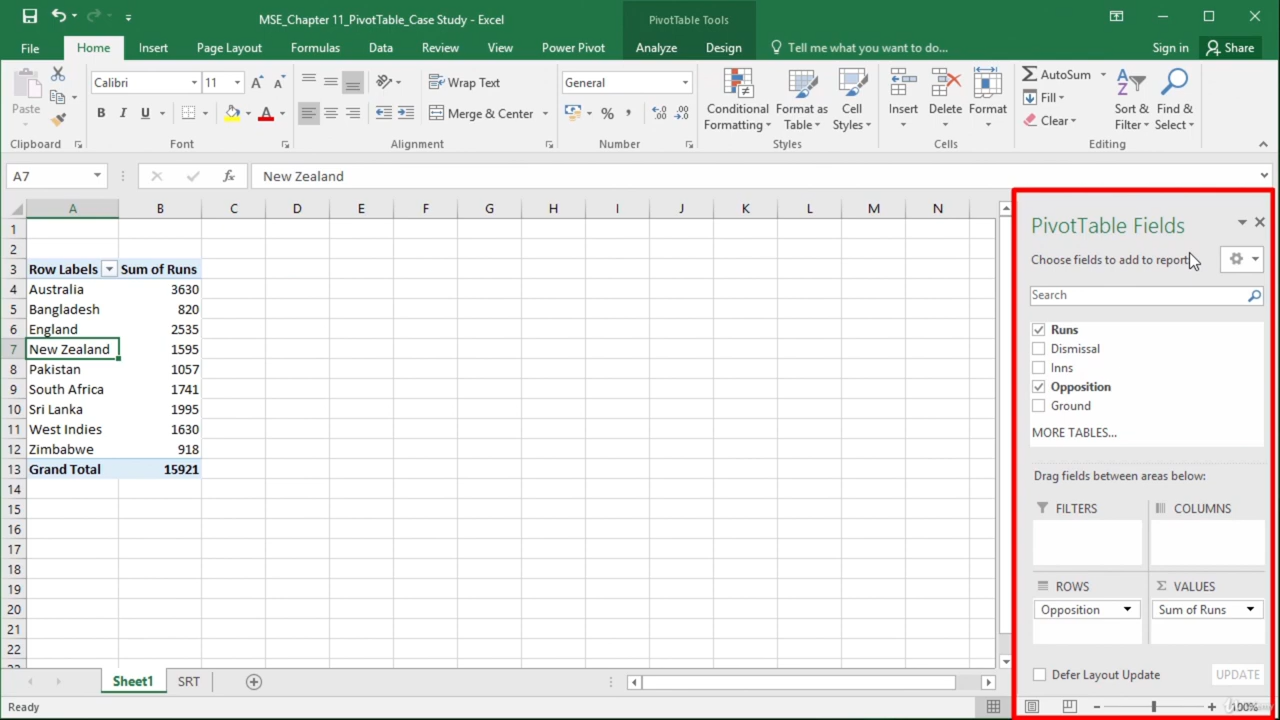 MSE_Chapter 11_PivotTable_Case Study - Excel
PivotTable Tools
File Home Insert Page Layout Formulas Data Review View Power Pivot Analyze Design Tell me what you want to do... Sign in Share
Paste
Clipboard
Calibri 11
B I U
Font
Wrap Text
Merge & Center
Alignment
General
% ,
Number
Conditional Formatting
Format as Table
Cell Styles
Styles
Insert Delete Format
Cells
AutoSum
Fill
Clear
Sort & Filter
Find & Select
Editing
A7 fx New Zealand
A B C D E F G H I J K L M N
1
2
3 Row Labels Sum of Runs
4 Australia 3630
5 Bangladesh 820
6 England 2535
7 New Zealand 1595
8 Pakistan 1057
9 South Africa 1741
10 Sri Lanka 1995
11 West Indies 1630
12 Zimbabwe 918
13 Grand Total 15921
14
15
16
17
18
19
20
21
22
PivotTable Fields
Choose fields to add to report
Search
Runs
Dismissal
Inns
Opposition
Ground
MORE TABLES...
Drag fields between areas below:
FILTERS COLUMNS
ROWS Σ VALUES
Opposition Sum of Runs
Defer Layout Update UPDATE
Sheet1 SRT
Ready 100%